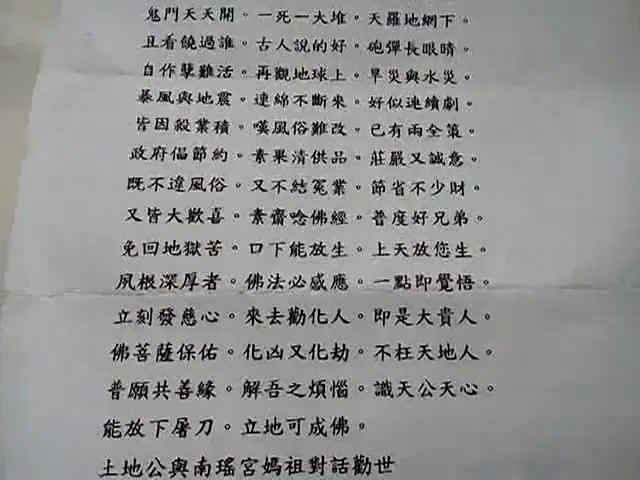 鬼門天天開。一死一大堆。天羅地網下。
且看饒過誰。古人說的好。砲彈長眼睛。
自作孽難活。再觀地球上。旱災與水災。
暴風與地震。連綿不斷來。好似連續劇。
皆因殺業積。嘆風俗難改。已有兩全策。
政府倡節約。素果清供品。莊嚴又誠意。
既不違風俗。又不結冤業。節省不少財。
又皆大歡喜。素齋唸佛經。普度好兄弟。
免回地獄苦。口下能放生。上天放您生。
夙根深厚者。佛法必感應。一點即覺悟。
立刻發慈心。來去勸化人。即是大貴人。
佛菩薩保佑。化凶又化劫。不枉天地人。
普願共善緣。解吾之煩惱。識天公天心。
能放下屠刀。立地可成佛。
土地公與南瑤宮媽祖對話勸世